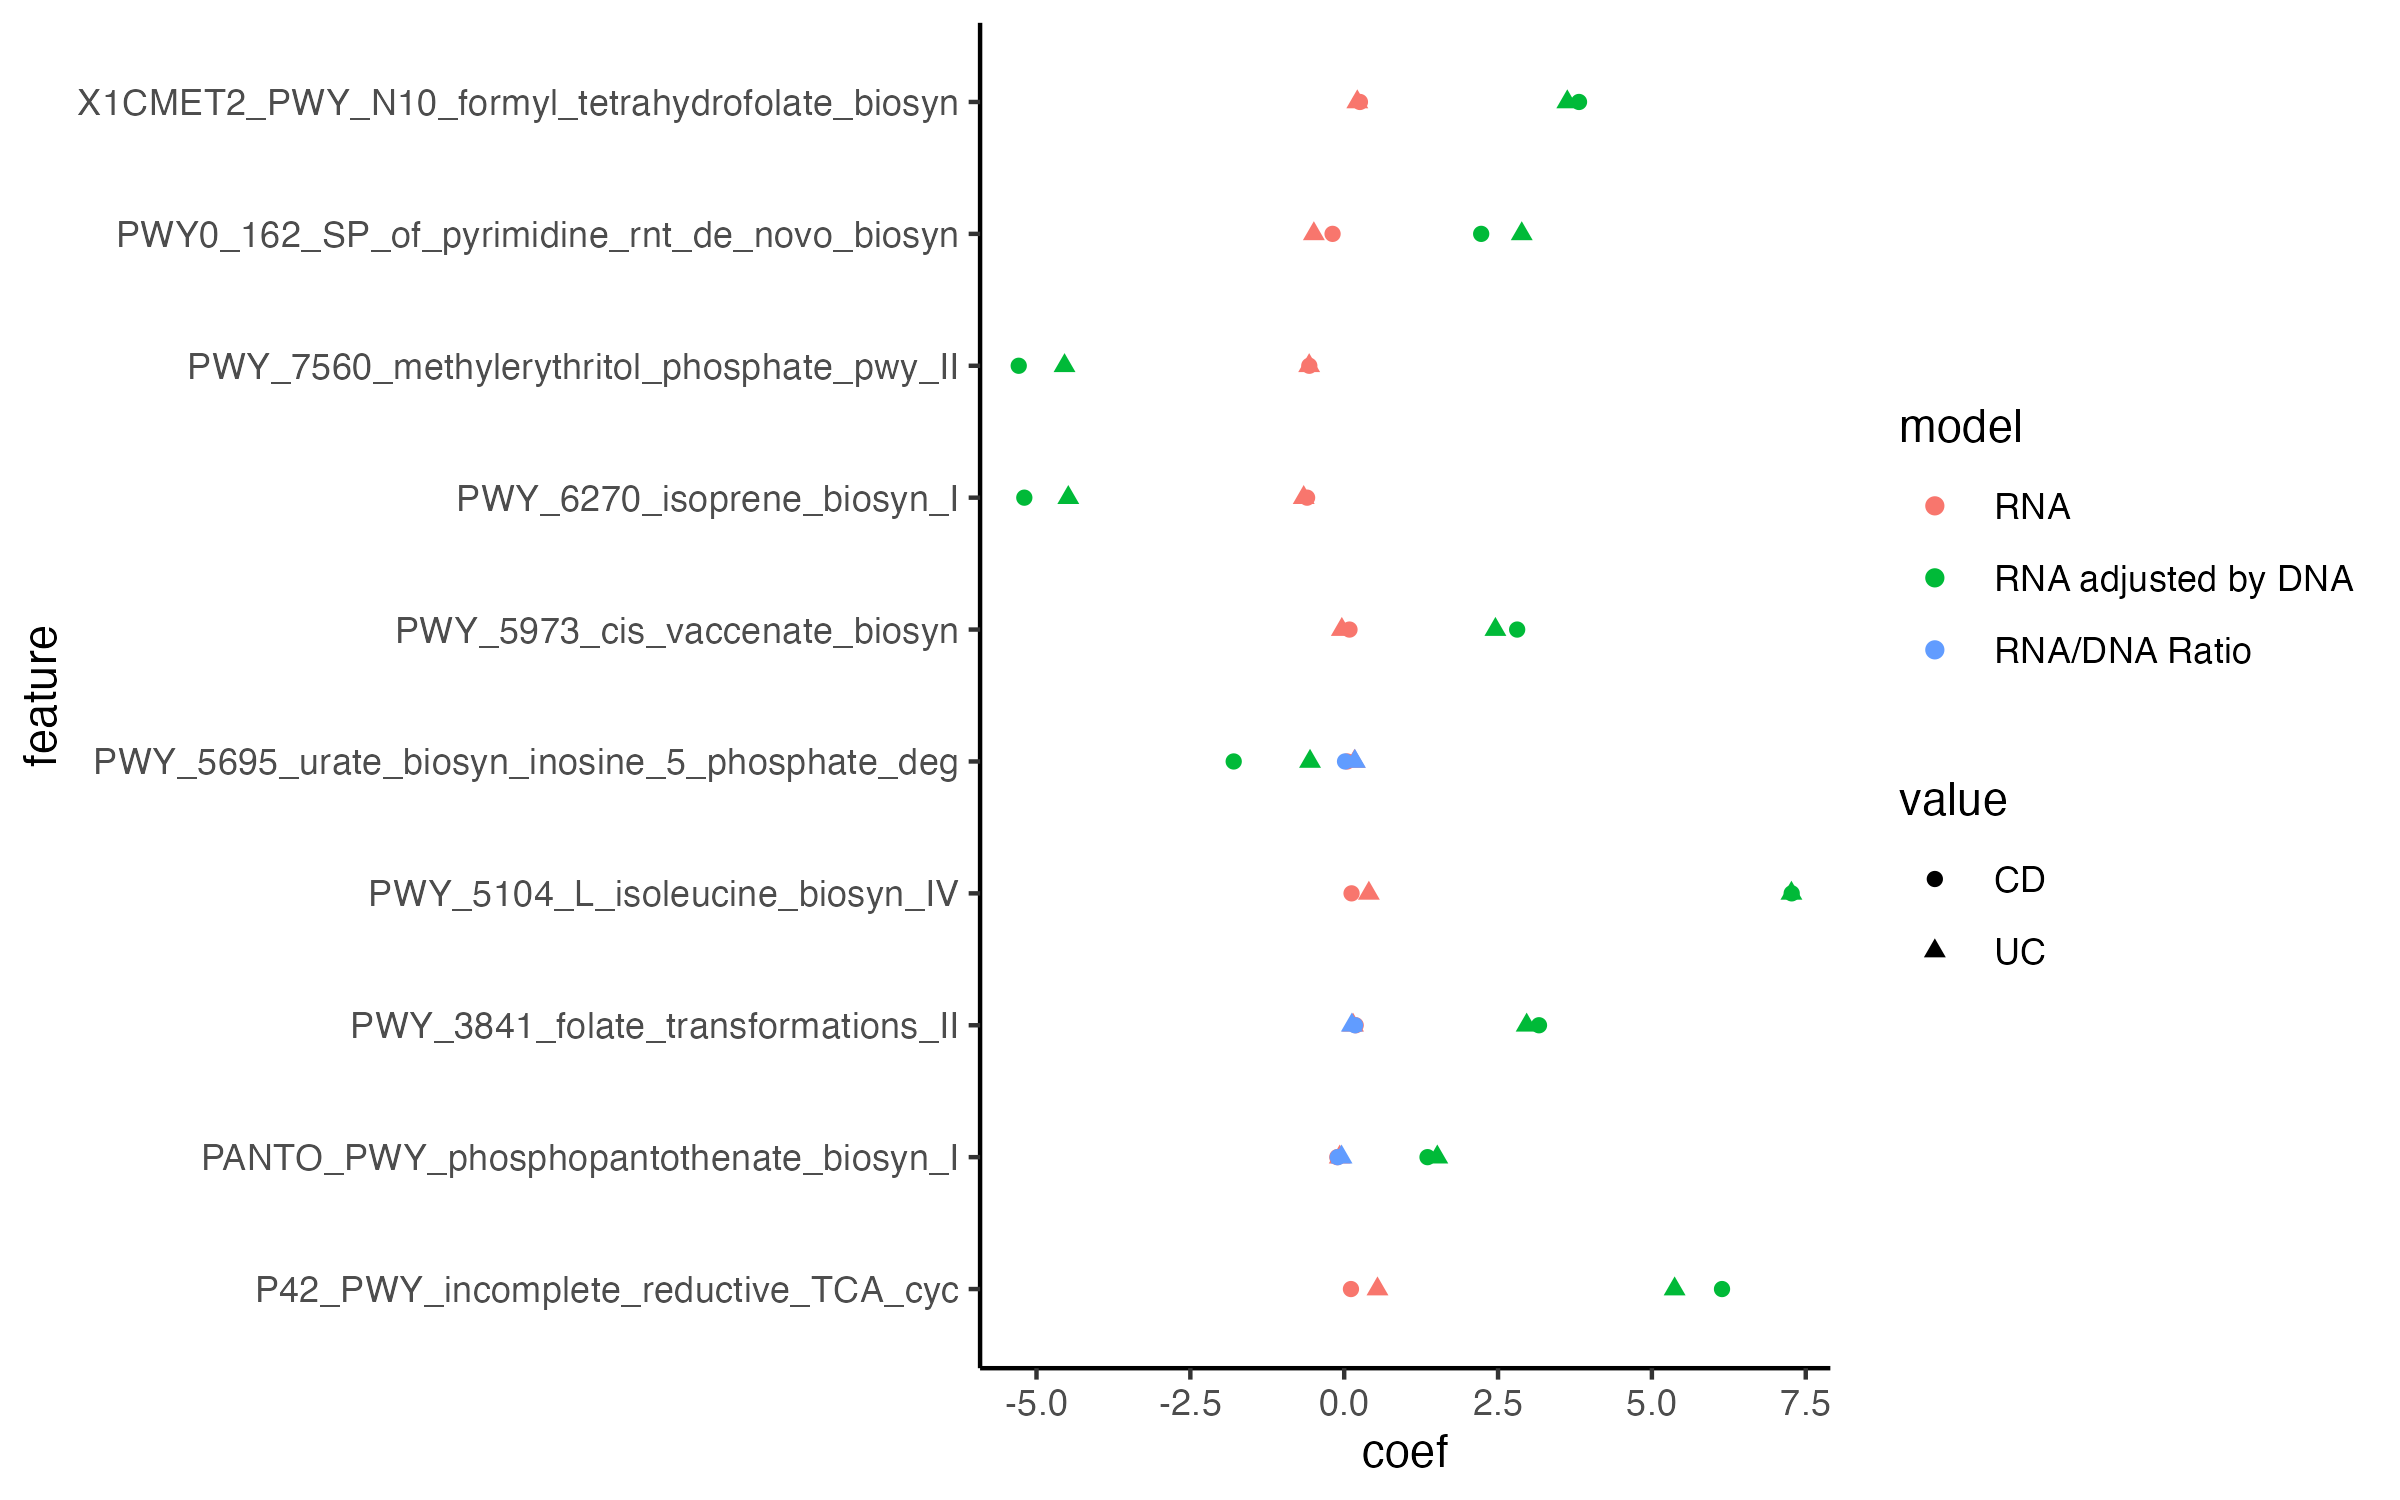 X1CMET2_PWY_N10_formyl_tetrahydrofolate_biosyn
PWY0_162_SP_of_pyrimidine_rnt_de_novo_biosyn
PWY_7560_methylerythritol_phosphate_pwy_II
PWY_6270_isoprene_biosyn_I
PWY_5973_cis_vaccenate_biosyn
PWY_5695_urate_biosyn_inosine_5_phosphate_deg
PWY_5104_L_isoleucine_biosyn_IV
PWY_3841_folate_transformations_II
PANTO_PWY_phosphopantothenate_biosyn_I
P42_PWY_incomplete_reductive_TCA_cyc
feature
-5.0 -2.5 0.0 2.5 5.0 7.5
coef
model
RNA
RNA adjusted by DNA
RNA/DNA Ratio
value
CD
UC